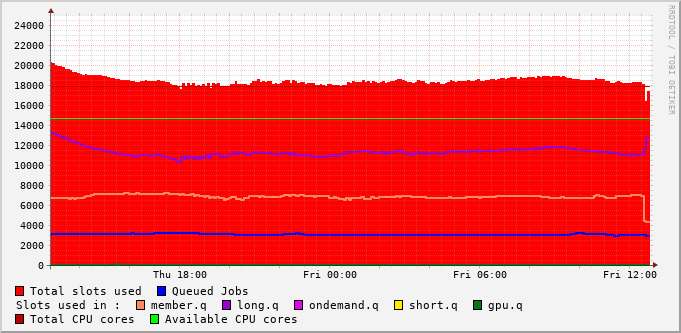 RRDTOOL / TOBI OETIKER
24000
22000
20000
18000
16000
14000
12000
10000
8000
6000
4000
2000
0
Thu 18:00 Fri 00:00 Fri 06:00 Fri 12:00
Total slots used Queued Jobs
Slots used in : member.q long.q ondemand.q short.q gpu.q
Total CPU cores Available CPU cores